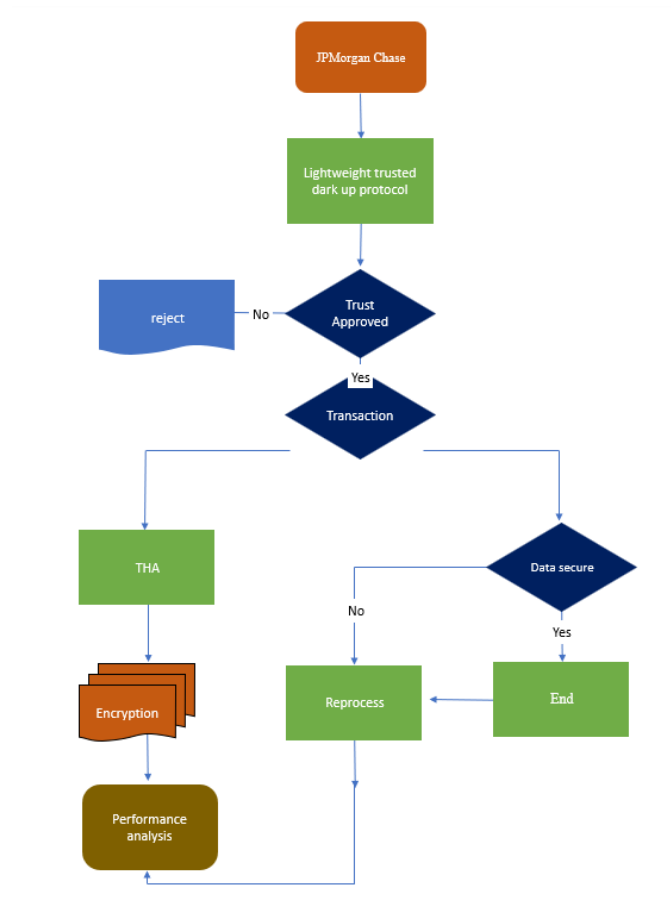 JPMorgan Chase
Lightweight trusted
dark up protocol
Trust
Approved
No
reject
Yes
Transaction
THA
Data secure
No
Yes
Encryption
Reprocess
End
Performance
analysis